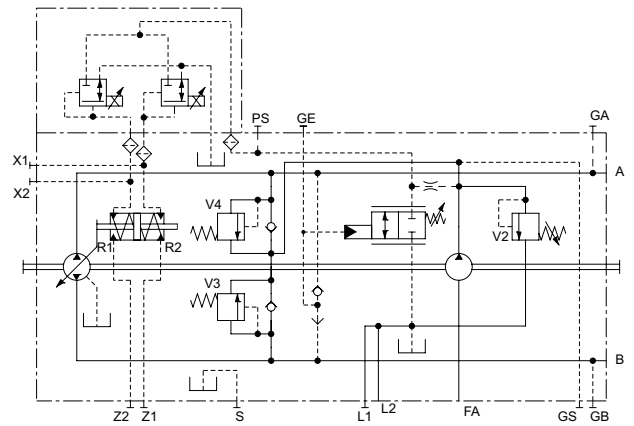 PS GE GA
X1
A
X2
V4
R1 R2 V2
V3
B
Z2 Z1 S L1 L2 FA GS GB